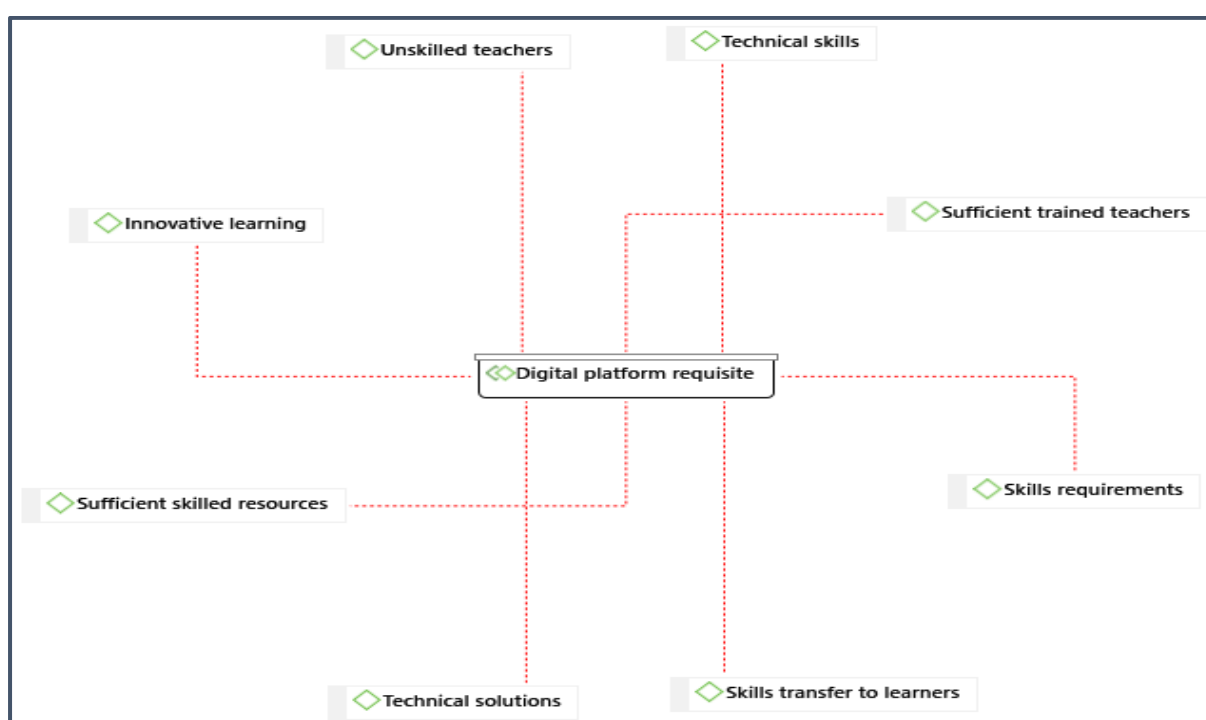 Unskilled teachers
Technical skills
Innovative learning
Sufficient trained teachers
Digital platform requisite
Sufficient skilled resources
Skills requirements
Technical solutions
Skills transfer to learners